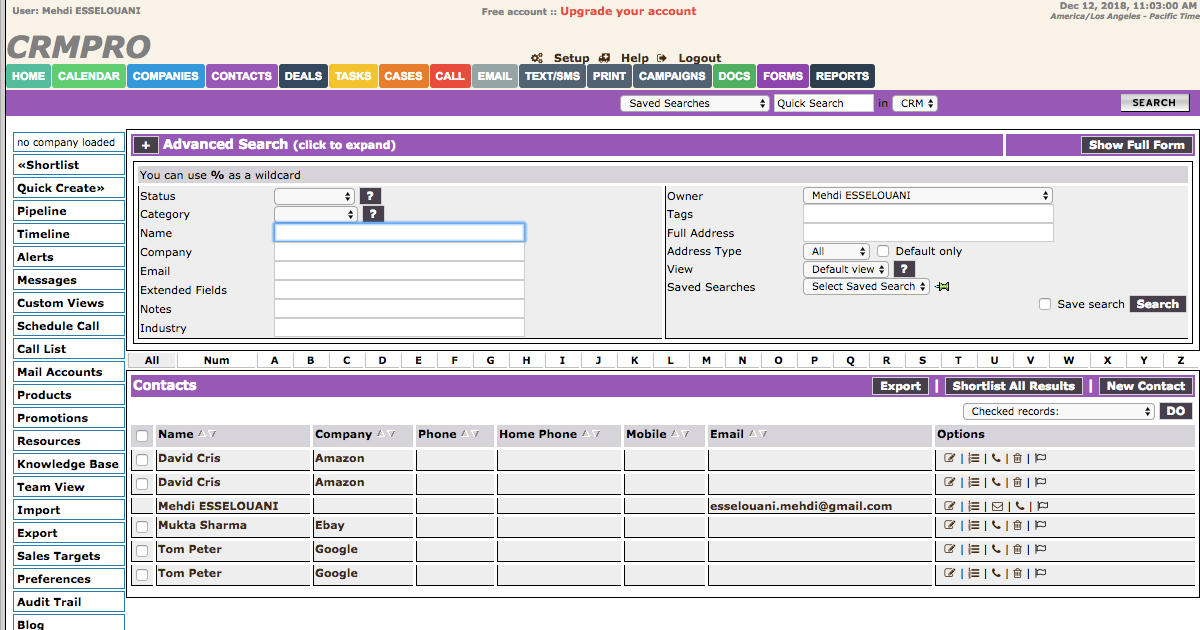 User: Mehdi ESSELOUANI
Free account :: Upgrade your account
Dec 12, 2018, 11:03:00 AM
America/Los Angeles - Pacific Time
CRMPRO
Setup Help Logout
HOME CALENDAR COMPANIES CONTACTS DEALS TASKS CASES CALL EMAIL TEXT/SMS PRINT CAMPAIGNS DOCS FORMS REPORTS
Saved Searches Quick Search in CRM SEARCH
no company loaded
«Shortlist
Quick Create»
Pipeline
Timeline
Alerts
Messages
Custom Views
Schedule Call
Call List
Mail Accounts
Products
Promotions
Resources
Knowledge Base
Team View
Import
Export
Sales Targets
Preferences
Audit Trail
Blog
+ Advanced Search (click to expand) Show Full Form
You can use % as a wildcard
Status ?
Category ?
Name
Company
Email
Extended Fields
Notes
Industry
Owner Mehdi ESSELOUANI
Tags
Full Address
Address Type All Default only
View Default view ?
Saved Searches Select Saved Search
Save search Search
All Num A B C D E F G H I J K L M N O P Q R S T U V W X Y Z
Contacts Export | Shortlist All Results | New Contact
Checked records: DO
Name Company Phone Home Phone Mobile Email Options
David Cris Amazon
David Cris Amazon
Mehdi ESSELOUANI esselouani.mehdi@gmail.com
Mukta Sharma Ebay
Tom Peter Google
Tom Peter Google